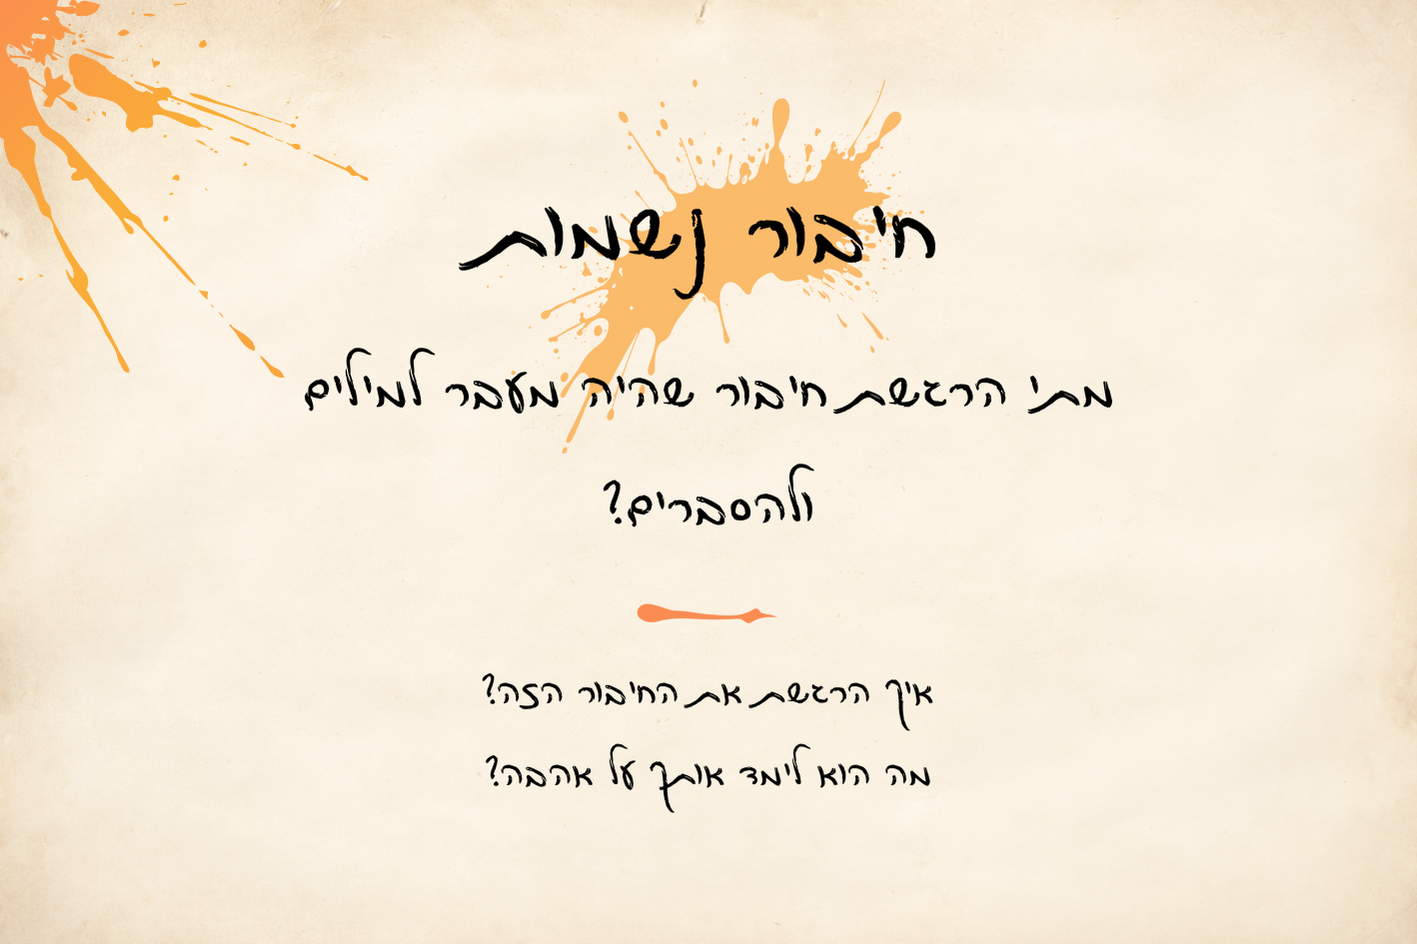 חיבור נשמות
מתי הרגשת חיבור שהיה מעבר למילים
ולהסברים?
איך הרגשת את החיבור הזה?
מה הוא לימד אותך על אהבה?